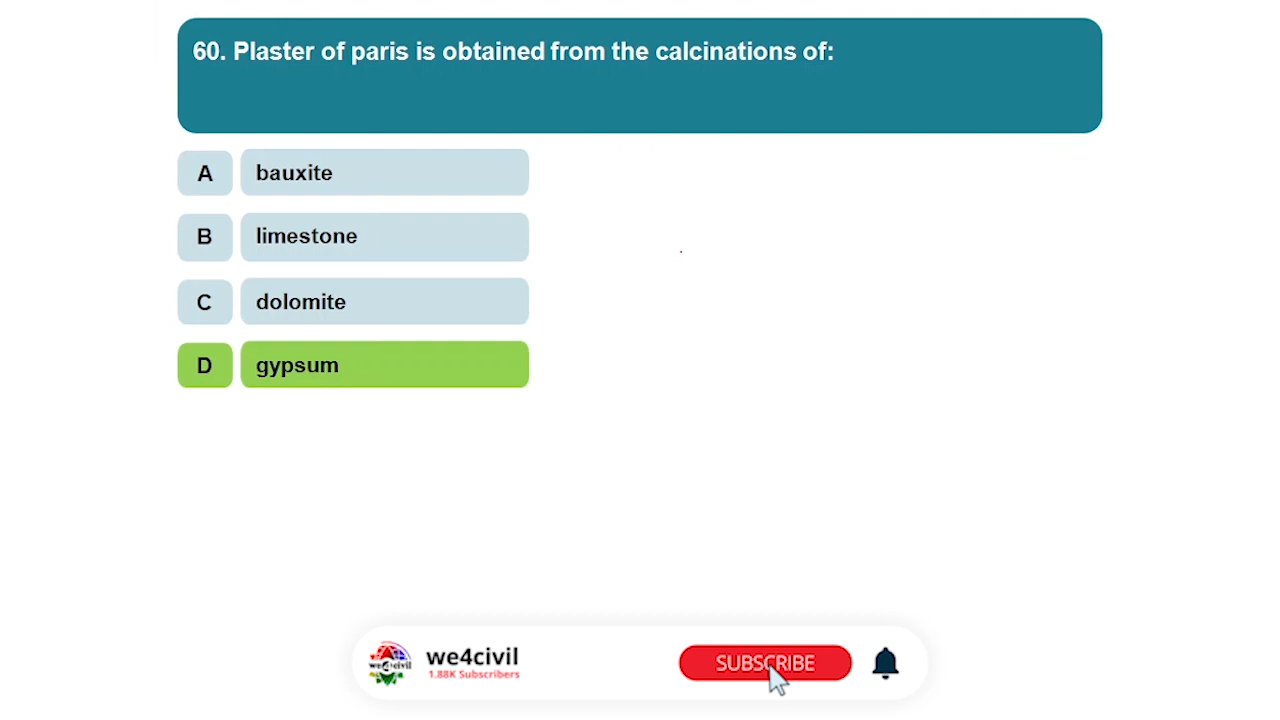 60. Plaster of paris is obtained from the calcinations of:
A bauxite
B limestone
C dolomite
D gypsum
we4civil
we4civil
1.88K Subscribers
SUBSCRIBE